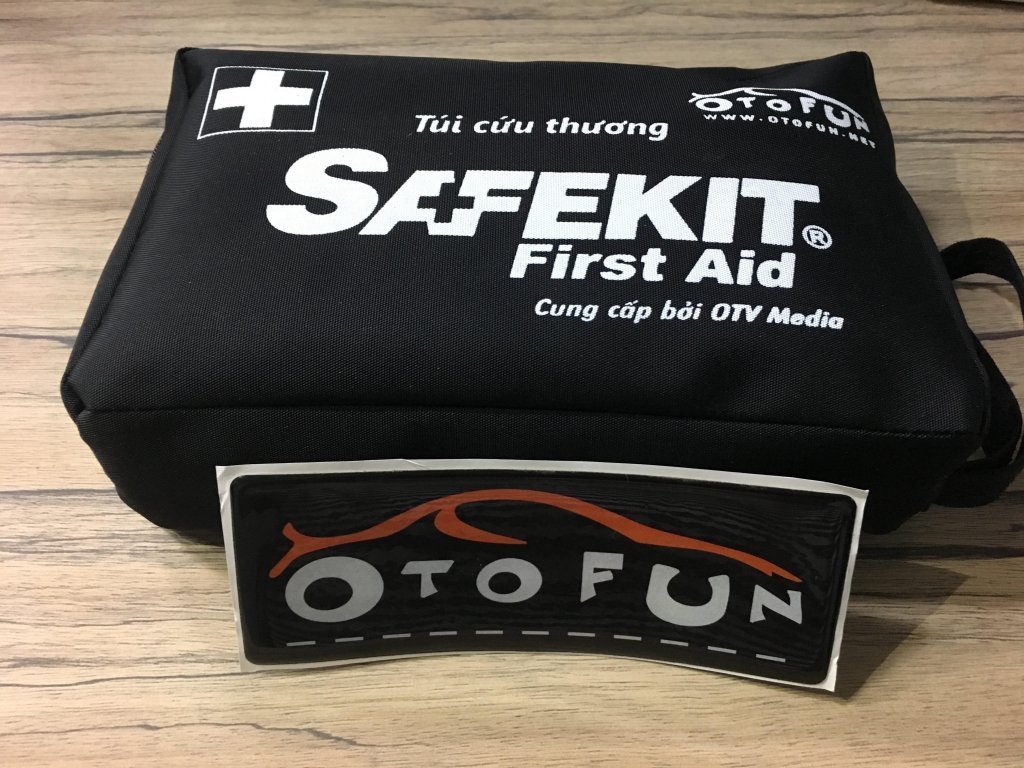 OTOFUN
WWW.OTOFUN.NET
Túi cứu thương
SAFEKIT®
First Aid
Cung cấp bởi OTV Media
OTOFUN